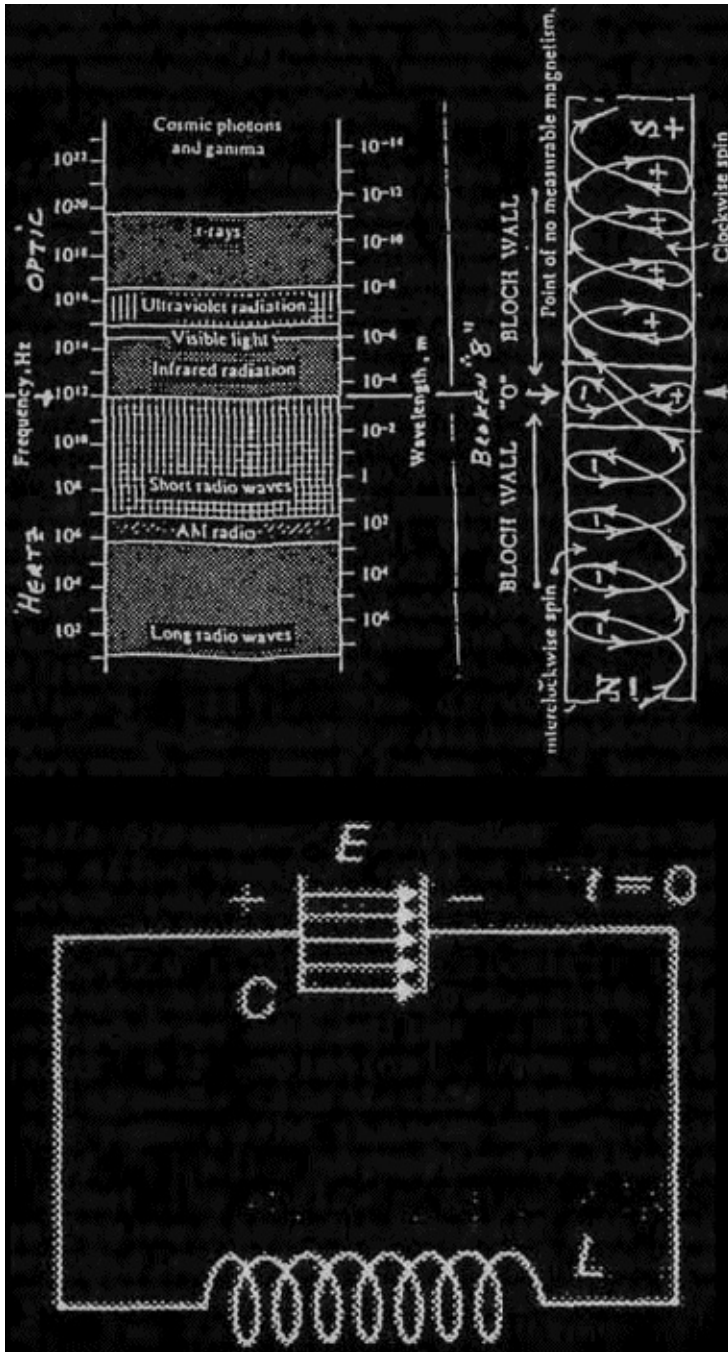 Cosmic photons
and gamma
x-rays
Ultraviolet radiation
Visible light
Infrared radiation
Short radio waves
AM radio
Long radio waves
Frequency, Hz
HERTZ
OPTIC
10²²
10²⁰
10¹⁸
10¹⁶
10¹⁴
10¹²
10¹⁰
10⁸
10⁶
10⁴
10²
10⁻¹⁴
10⁻¹²
10⁻¹⁰
10⁻⁸
10⁻⁶
10⁻⁴
10⁻²
1
10²
10⁴
10⁶
Wavelength, m
Broken "8"
BLOCH WALL "O" BLOCH WALL
Point of no measurable magnetism.
N
−
− − − − −
+ + + + +
S
+
interclockwise spin
Clockwise spin
E
+
−
C
L